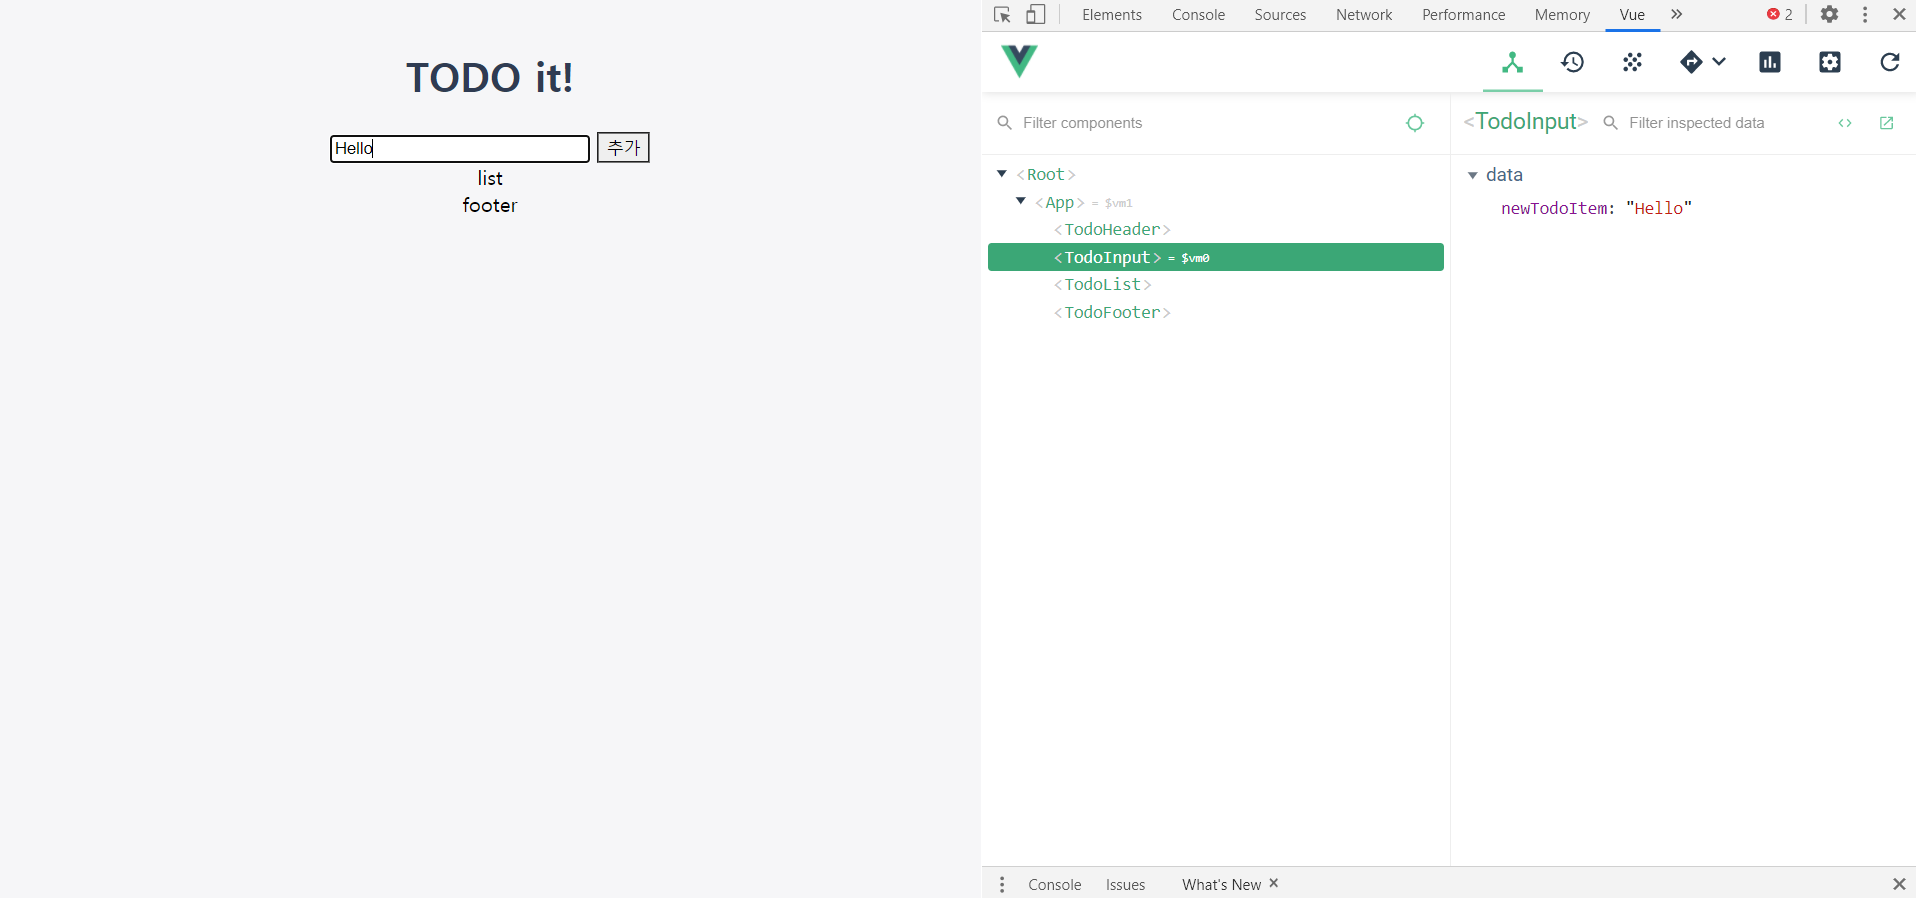 TODO it!
Hello 추가
list
footer
Elements Console Sources Network Performance Memory Vue 2
Filter components
<TodoInput> Filter inspected data
<Root>
<App> = $vm1
<TodoHeader>
<TodoInput> = $vm0
<TodoList>
<TodoFooter>
data
newTodoItem: "Hello"
Console Issues What's New